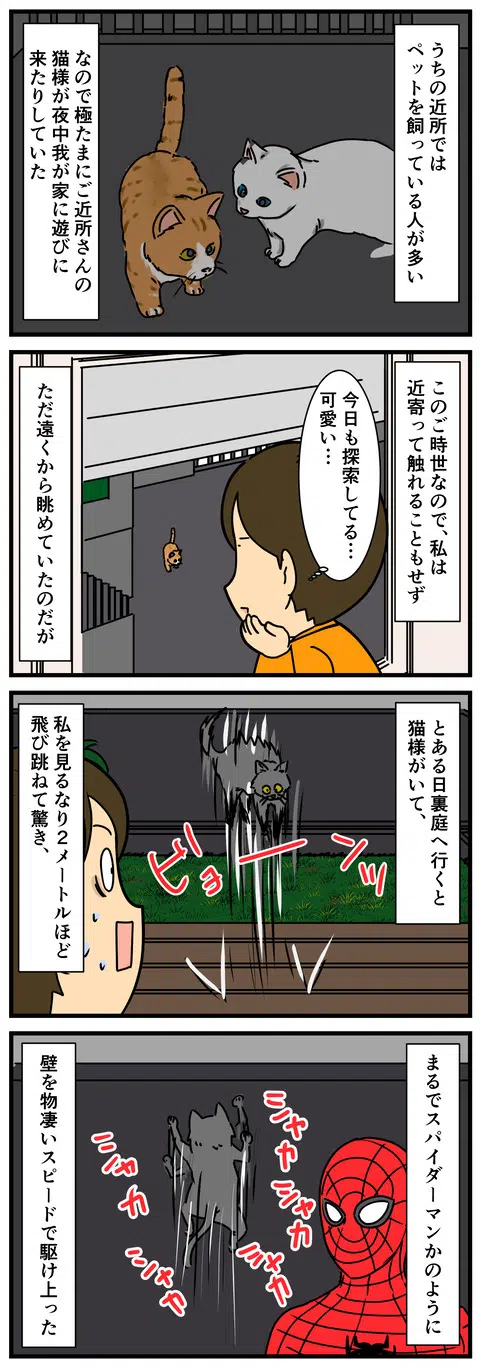 うちの近所では
ペットを飼っている人が多い
なので極たまにご近所さんの
猫様が夜中我が家に遊びに
来たりしていた
このご時世なので、私は
近寄って触れることもせず
今日も探索してる…
可愛い…
ただ遠くから眺めていたのだが
とある日裏庭へ行くと
猫様がいて、
びょーンッ
私を見るなり2メートルほど
飛び跳ねて驚き、
まるでスパイダーマンかのように
シャカ
シャカ
シャカ
シャカ
シャカ
壁を物凄いスピードで駆け上った